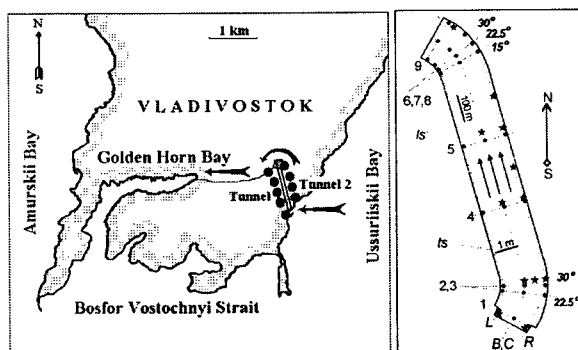 N
S
1 km
VLADIVOSTOK
Amurskii Bay
Golden Horn Bay
Tunnel
Tunnel 2
Ussuriiskii Bay
Bosfor Vostochnyi Strait
30°
22.5°
15°
9
6,7,8
100m
ls
5
N
S
4
ts
1 m
2,3
30°
22.5°
1
L
B,C
R